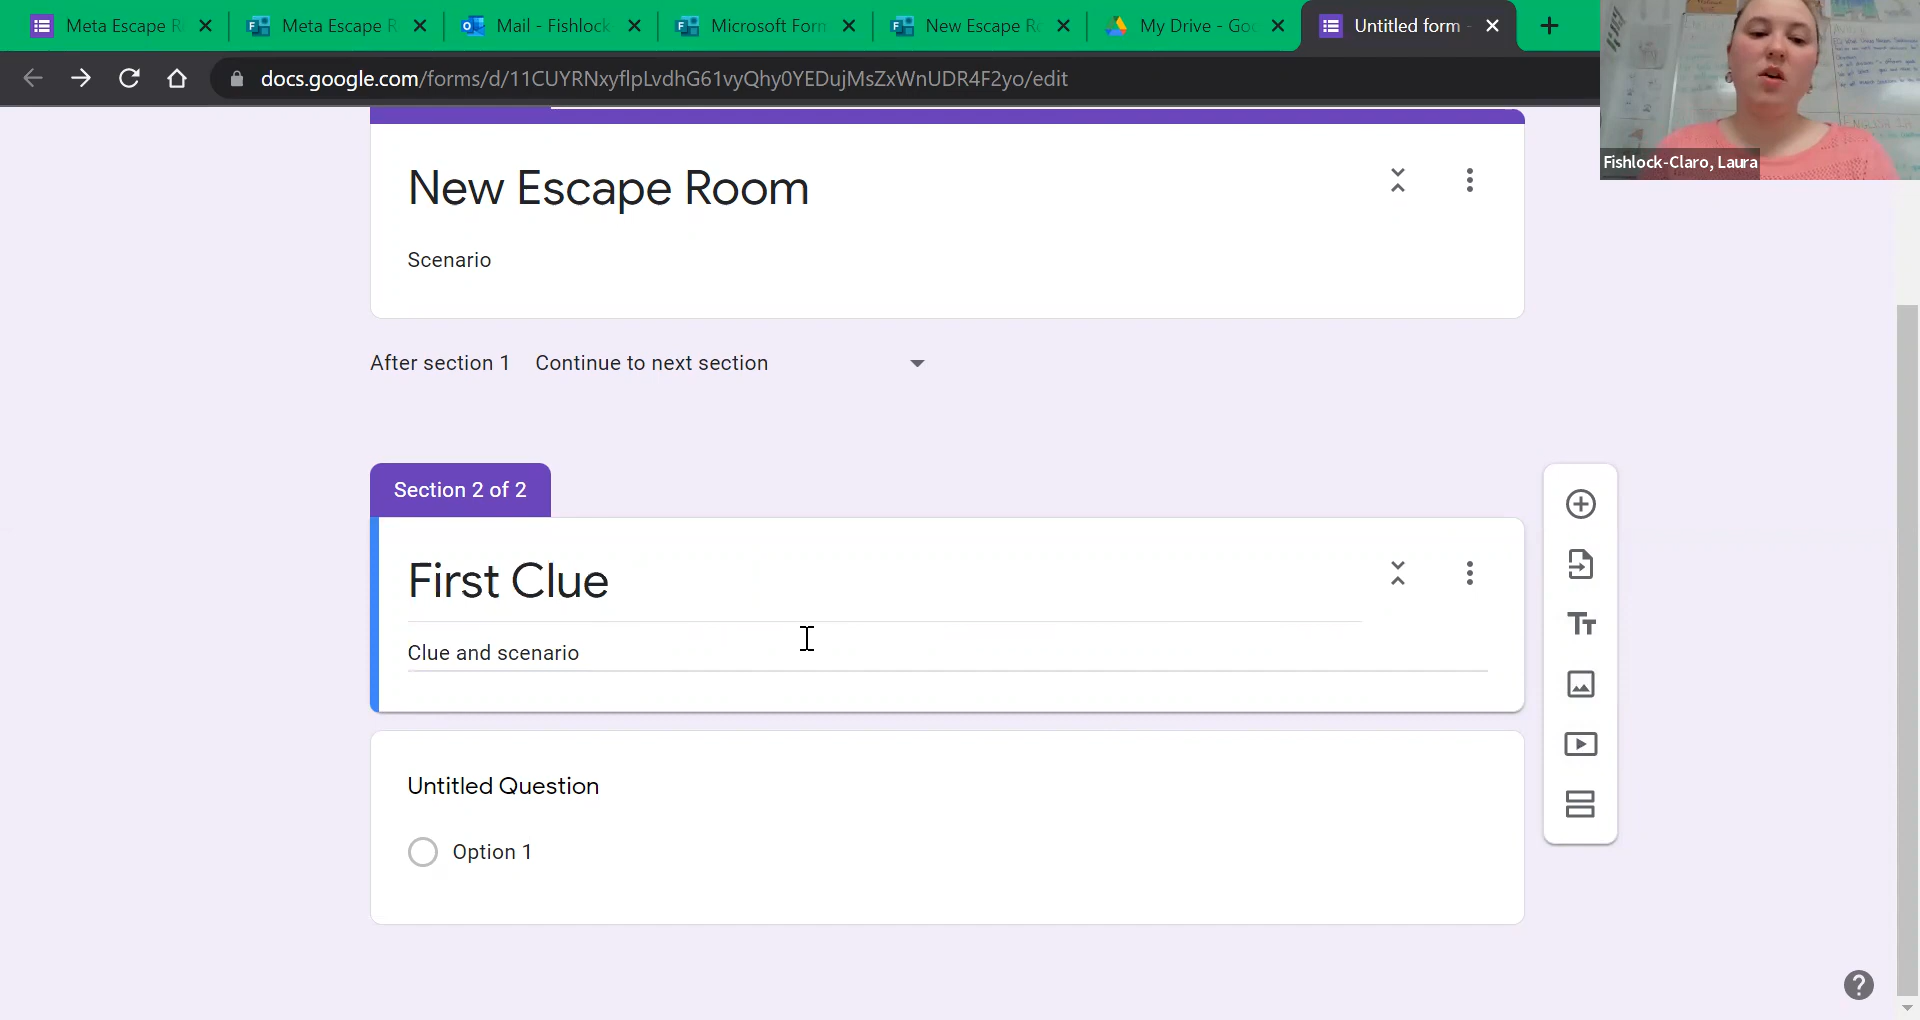 Meta Escape R
Meta Escape R
Mail - Fishlock
Microsoft Form
New Escape Ro
My Drive - Goo
Untitled form -
docs.google.com/forms/d/11CUYRNxyflpLvdhG61vyQhy0YEDujMsZxWnUDR4F2yo/edit
Fishlock-Claro, Laura
New Escape Room
Scenario
After section 1 Continue to next section
Section 2 of 2
First Clue
Clue and scenario
Untitled Question
Option 1